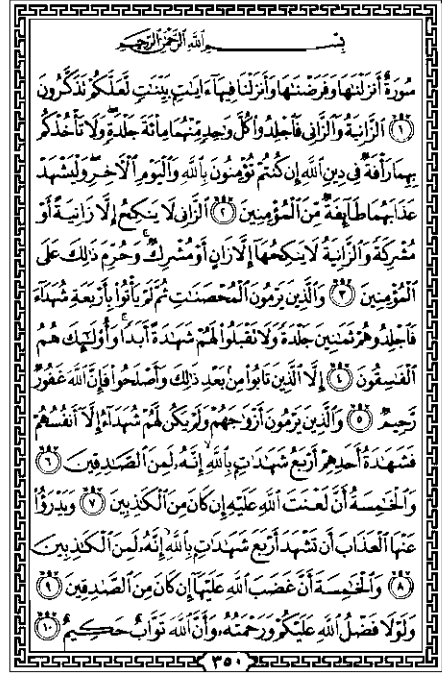 بِسْمِ اللَّهِ الرَّحْمَٰنِ الرَّحِيمِ
سُورَةٌ أَنزَلْنَٰهَا وَفَرَضْنَٰهَا وَأَنزَلْنَا فِيهَآ ءَايَٰتٍۭ بَيِّنَٰتٍ لَّعَلَّكُمْ تَذَكَّرُونَ
﴿١﴾ ٱلزَّانِيَةُ وَٱلزَّانِى فَٱجْلِدُوا۟ كُلَّ وَٰحِدٍ مِّنْهُمَا مِا۟ئَةَ جَلْدَةٍ وَلَا تَأْخُذْكُم
بِهِمَا رَأْفَةٌ فِى دِينِ ٱللَّهِ إِن كُنتُمْ تُؤْمِنُونَ بِٱللَّهِ وَٱلْيَوْمِ ٱلْءَاخِرِ وَلْيَشْهَدْ
عَذَابَهُمَا طَآئِفَةٌ مِّنَ ٱلْمُؤْمِنِينَ ﴿٢﴾ ٱلزَّانِى لَا يَنكِحُ إِلَّا زَانِيَةً أَوْ
مُشْرِكَةً وَٱلزَّانِيَةُ لَا يَنكِحُهَآ إِلَّا زَانٍ أَوْ مُشْرِكٌ وَحُرِّمَ ذَٰلِكَ عَلَى
ٱلْمُؤْمِنِينَ ﴿٣﴾ وَٱلَّذِينَ يَرْمُونَ ٱلْمُحْصَنَٰتِ ثُمَّ لَمْ يَأْتُوا۟ بِأَرْبَعَةِ شُهَدَآءَ
فَٱجْلِدُوهُمْ ثَمَٰنِينَ جَلْدَةً وَلَا تَقْبَلُوا۟ لَهُمْ شَهَٰدَةً أَبَدًا وَأُو۟لَٰٓئِكَ هُمُ
ٱلْفَٰسِقُونَ ﴿٤﴾ إِلَّا ٱلَّذِينَ تَابُوا۟ مِنۢ بَعْدِ ذَٰلِكَ وَأَصْلَحُوا۟ فَإِنَّ ٱللَّهَ غَفُورٌ
رَّحِيمٌ ﴿٥﴾ وَٱلَّذِينَ يَرْمُونَ أَزْوَٰجَهُمْ وَلَمْ يَكُن لَّهُمْ شُهَدَآءُ إِلَّآ أَنفُسُهُمْ
فَشَهَٰدَةُ أَحَدِهِمْ أَرْبَعُ شَهَٰدَٰتٍۭ بِٱللَّهِ إِنَّهُۥ لَمِنَ ٱلصَّٰدِقِينَ ﴿٦﴾
وَٱلْخَٰمِسَةُ أَنَّ لَعْنَتَ ٱللَّهِ عَلَيْهِ إِن كَانَ مِنَ ٱلْكَٰذِبِينَ ﴿٧﴾ وَيَدْرَؤُا۟
عَنْهَا ٱلْعَذَابَ أَن تَشْهَدَ أَرْبَعَ شَهَٰدَٰتٍۭ بِٱللَّهِ إِنَّهُۥ لَمِنَ ٱلْكَٰذِبِينَ
﴿٨﴾ وَٱلْخَٰمِسَةَ أَنَّ غَضَبَ ٱللَّهِ عَلَيْهَآ إِن كَانَ مِنَ ٱلصَّٰدِقِينَ ﴿٩﴾
وَلَوْلَا فَضْلُ ٱللَّهِ عَلَيْكُمْ وَرَحْمَتُهُۥ وَأَنَّ ٱللَّهَ تَوَّابٌ حَكِيمٌ ﴿١٠﴾
٣٥٠